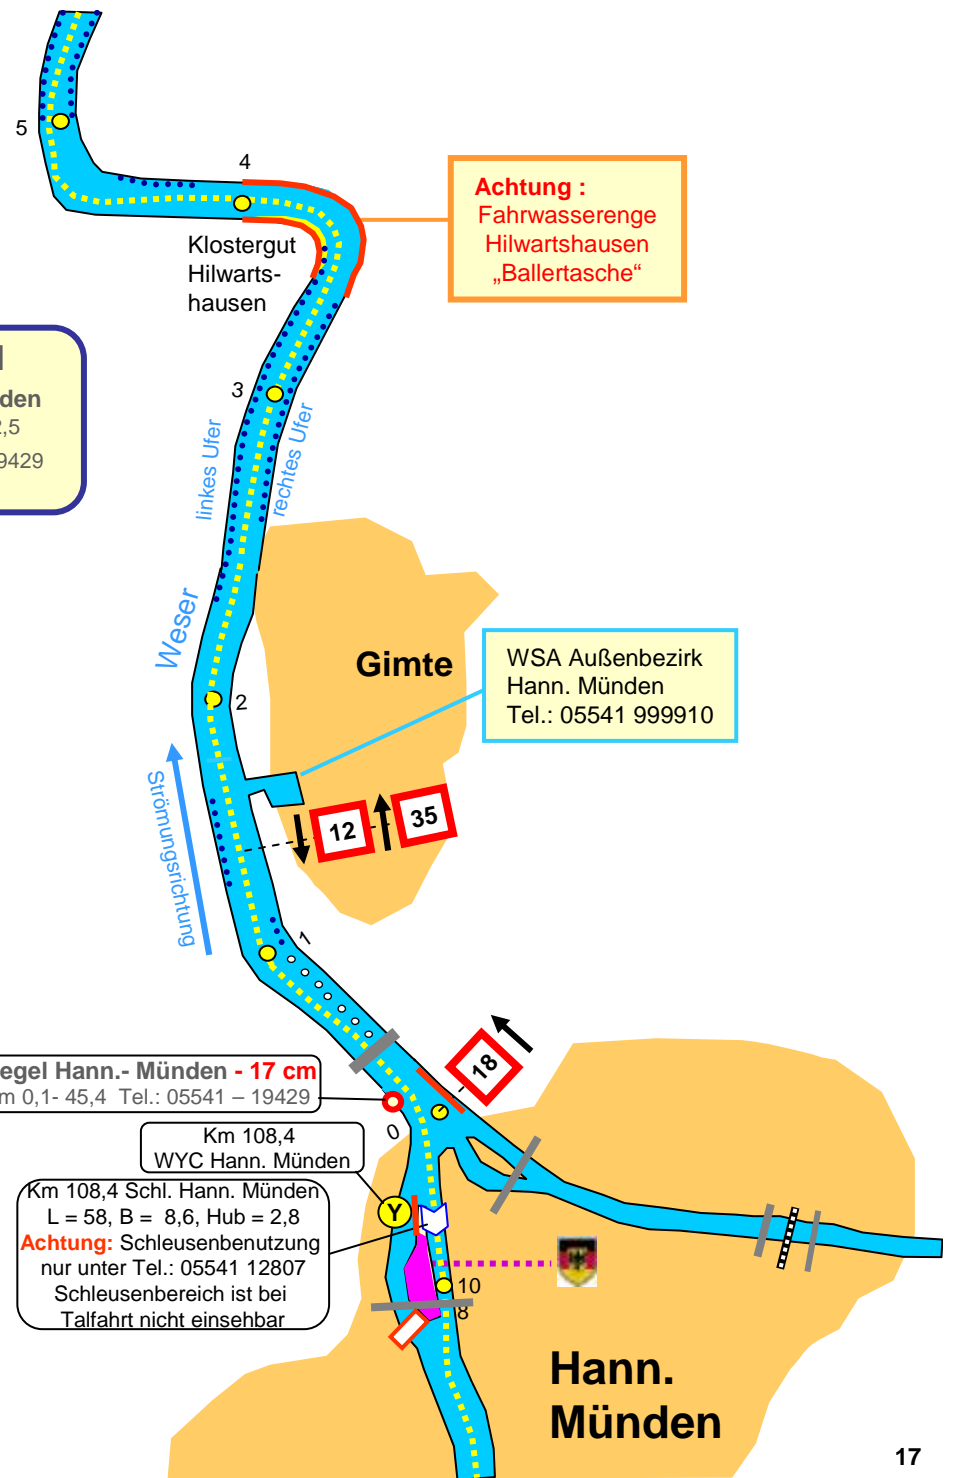 5
4
Achtung :
Fahrwasserenge
Hilwartshausen
„Ballertasche“
Klostergut
Hilwarts-
hausen
3
linkes Ufer
rechtes Ufer
Weser
Gimte
WSA Außenbezirk
Hann. Münden
Tel.: 05541 999910
2
Strömungsrichtung
12
35
1
18
egel Hann.- Münden - 17 cm
m 0,1- 45,4 Tel.: 05541 – 19429
0
Km 108,4
WYC Hann. Münden
Y
Km 108,4 Schl. Hann. Münden
L = 58, B = 8,6, Hub = 2,8
Achtung: Schleusenbenutzung
nur unter Tel.: 05541 12807
Schleusenbereich ist bei
Talfahrt nicht einsehbar
10
8
Hann.
Münden
17
den
2,5
9429